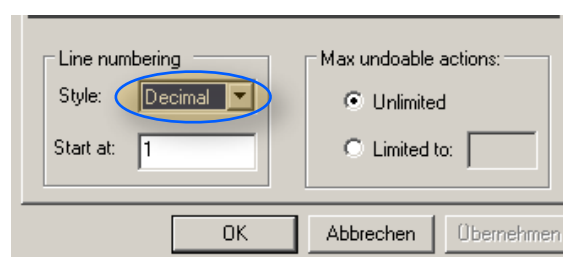 Line numbering
Style: Decimal
Start at: 1
Max undoable actions:
Unlimited
Limited to:
OK Abbrechen Übernehmen